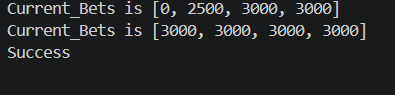 Current_Bets is [0, 2500, 3000, 3000]
Current_Bets is [3000, 3000, 3000, 3000]
Success